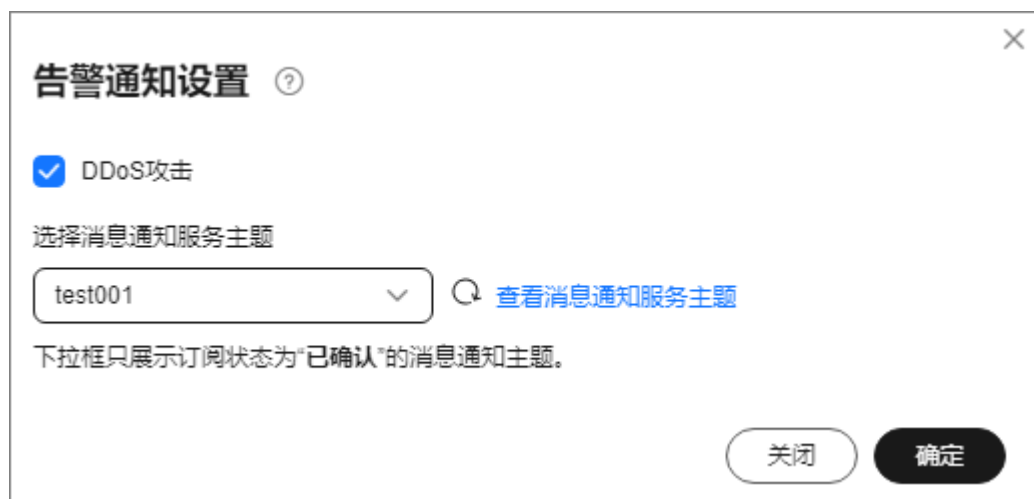 告警通知设置 ?
DDoS攻击
选择消息通知服务主题
test001 查看消息通知服务主题
下拉框只展示订阅状态为“已确认”的消息通知主题。
关闭 确定